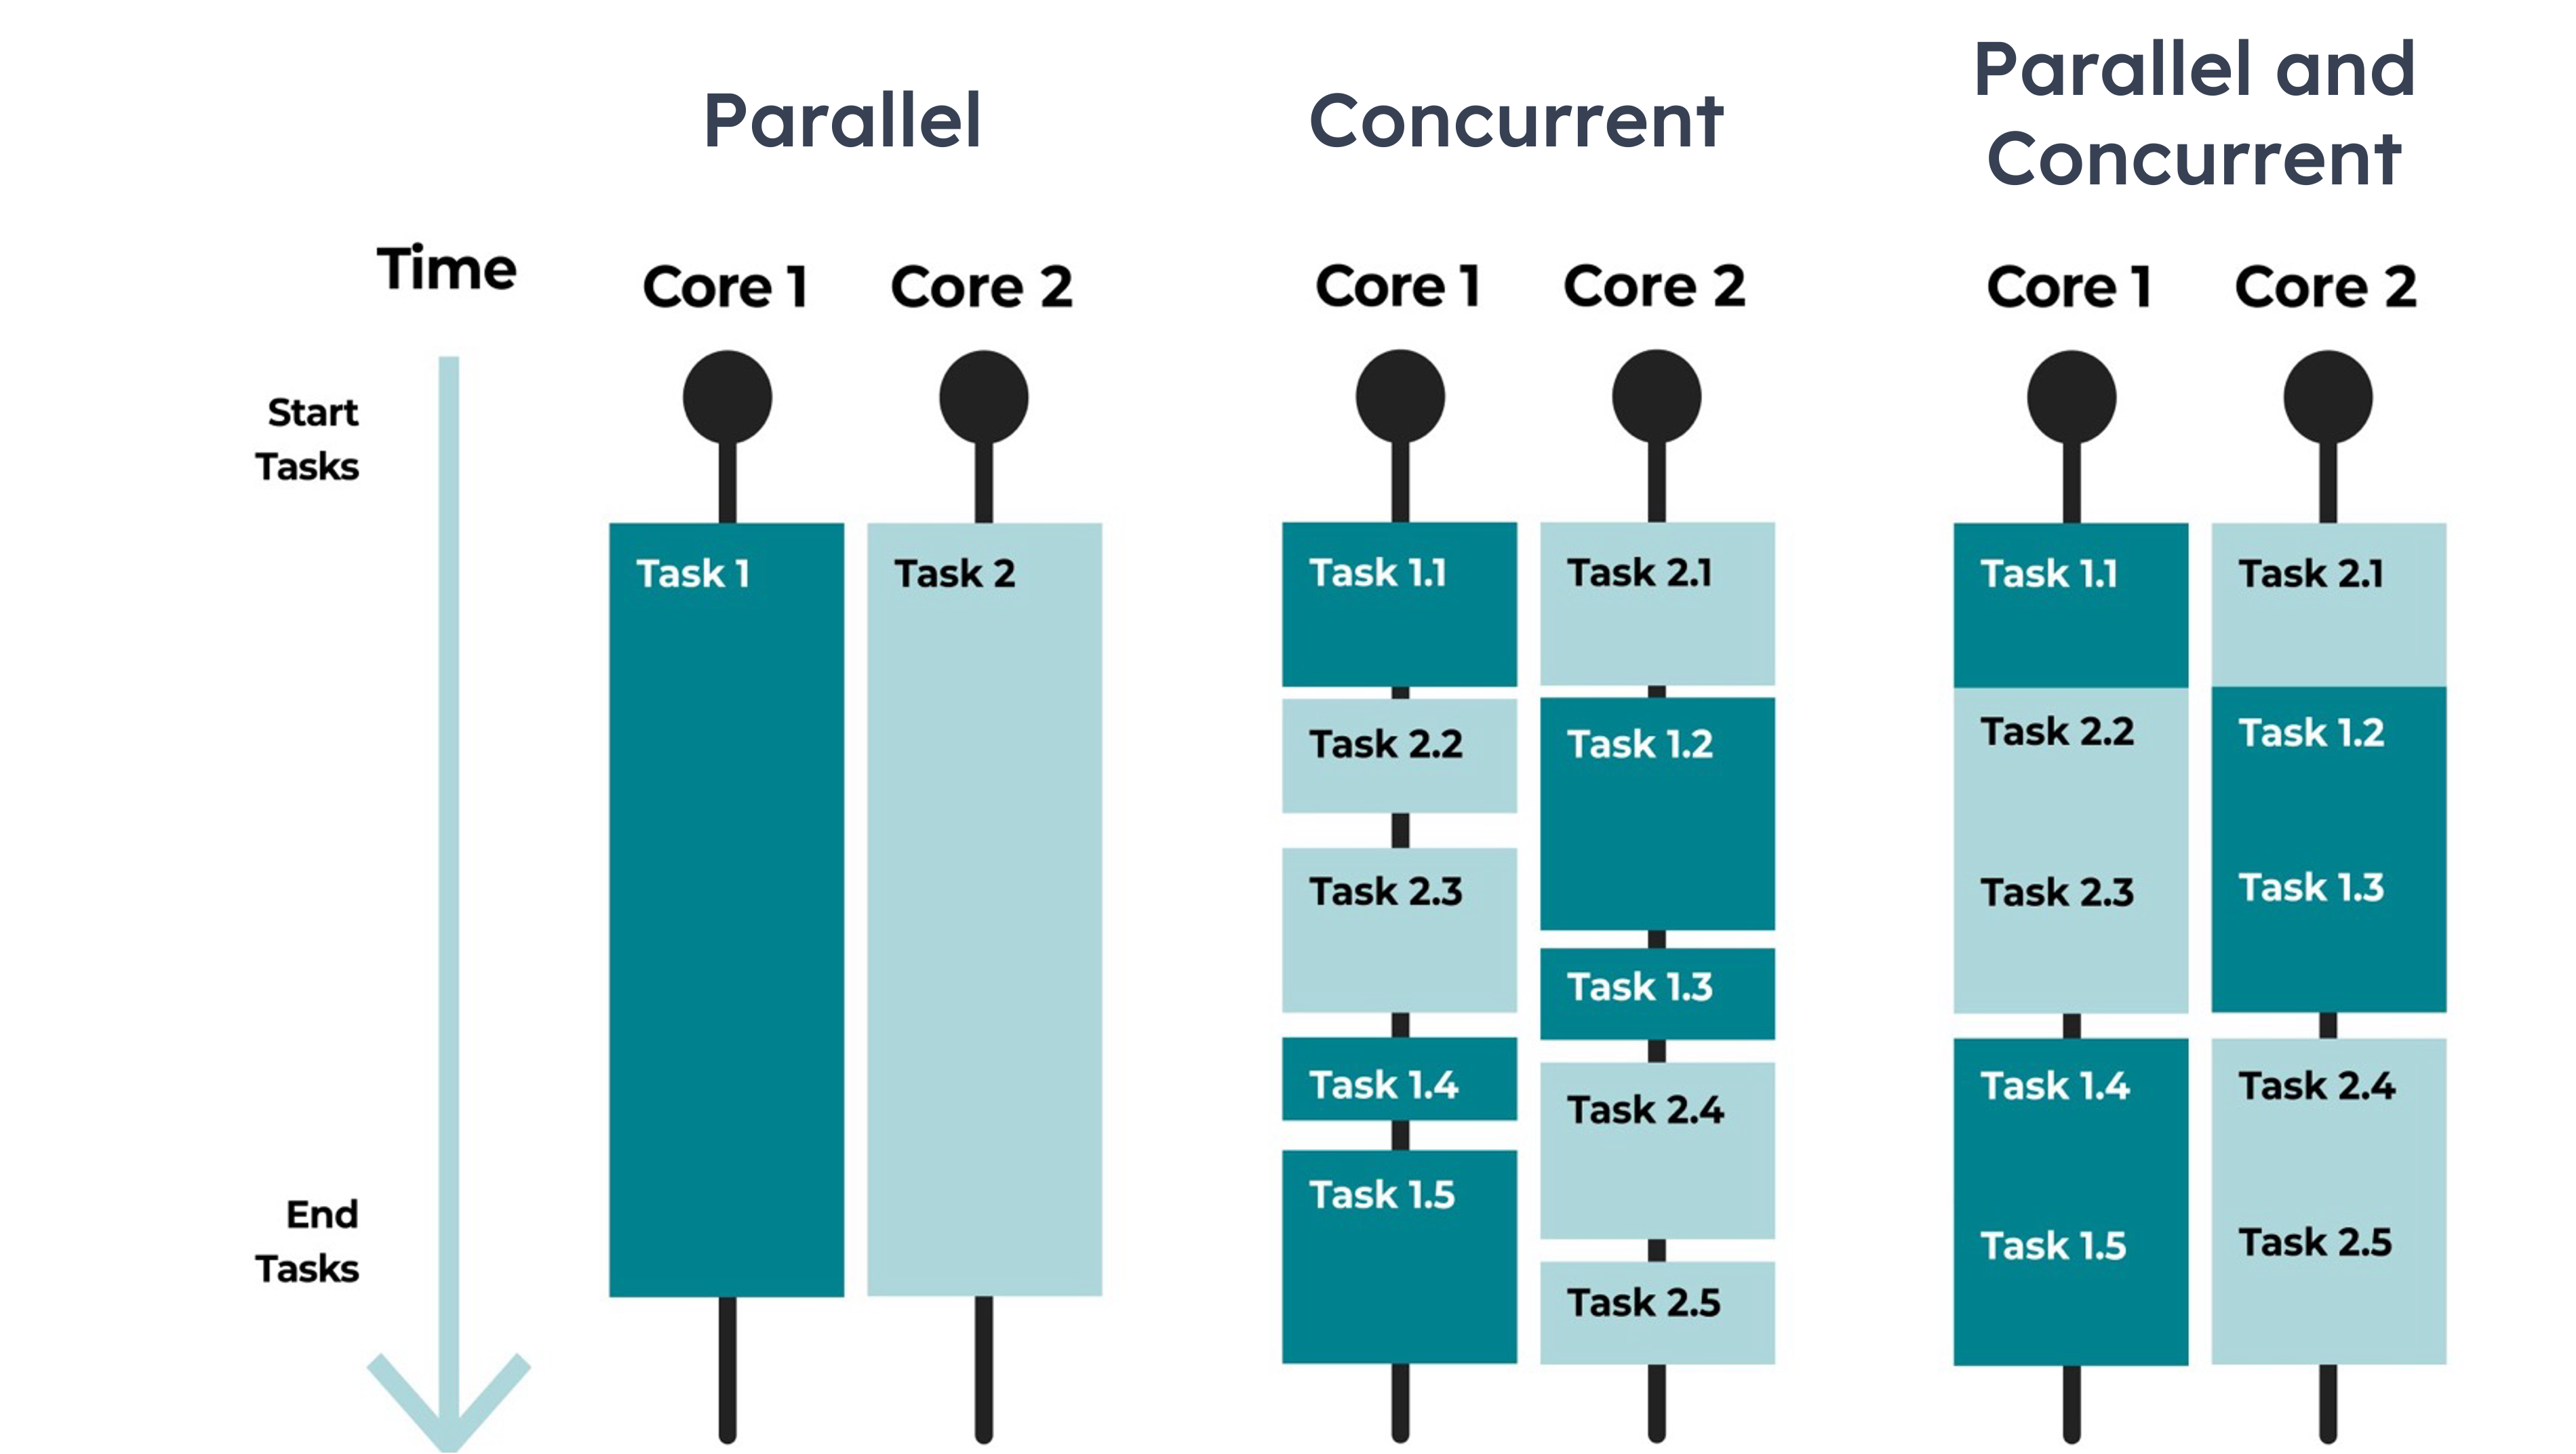 Parallel
Concurrent
Parallel and
Concurrent
Time
Start
Tasks
End
Tasks
Core 1
Core 2
Task 1
Task 2
Core 1
Core 2
Task 1.1
Task 2.1
Task 2.2
Task 1.2
Task 2.3
Task 1.3
Task 1.4
Task 2.4
Task 1.5
Task 2.5
Core 1
Core 2
Task 1.1
Task 2.1
Task 2.2
Task 1.2
Task 2.3
Task 1.3
Task 1.4
Task 2.4
Task 1.5
Task 2.5